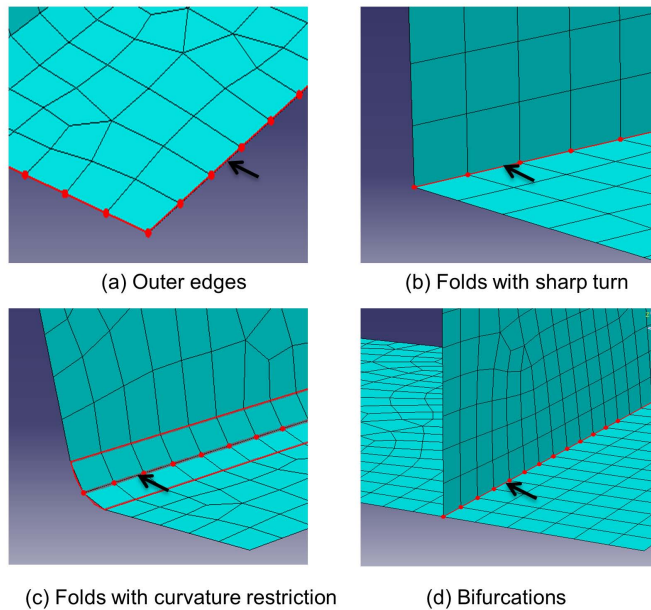 (a) Outer edges
(b) Folds with sharp turn
(c) Folds with curvature restriction
(d) Bifurcations